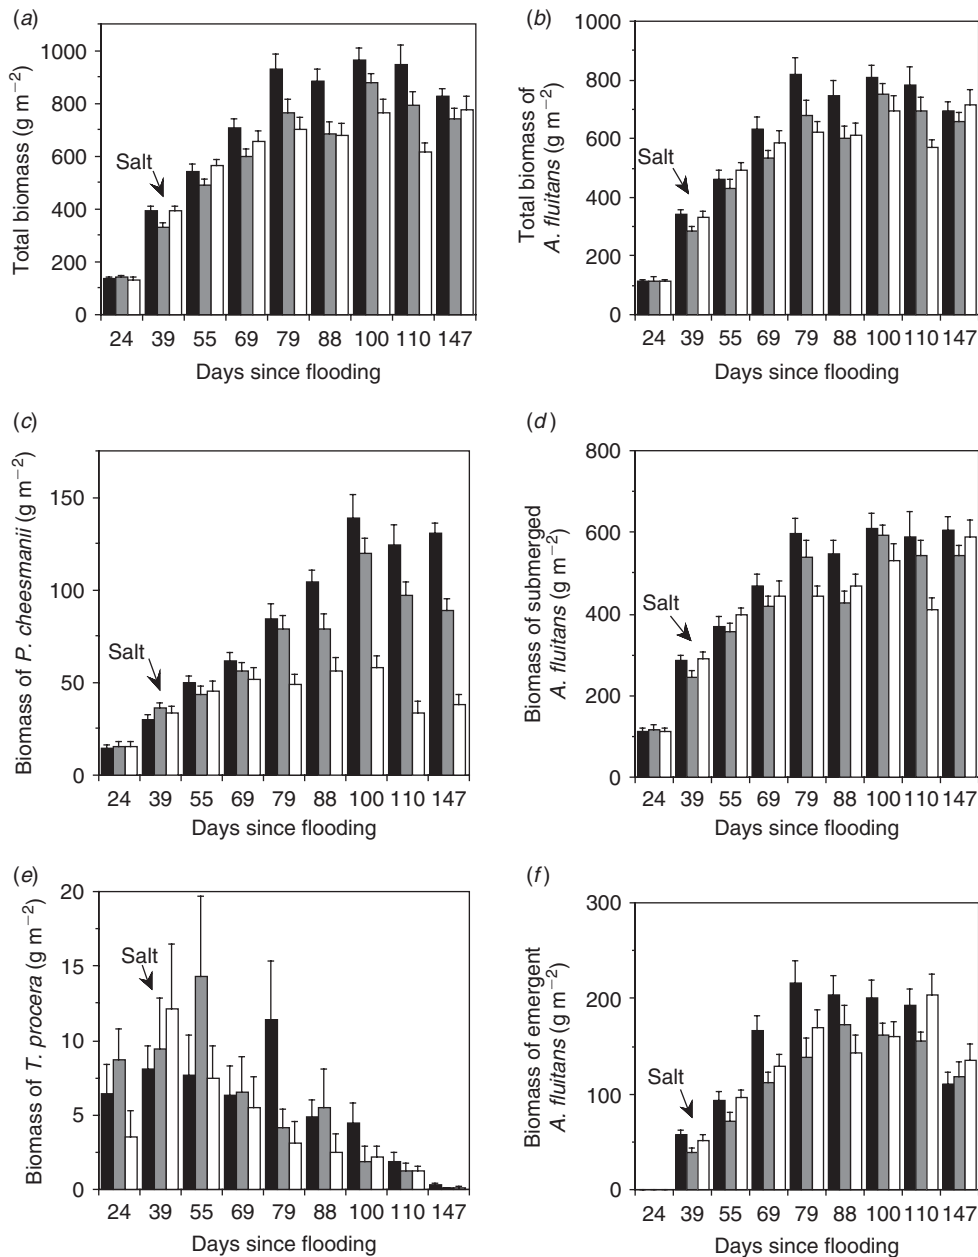 (a)
Total biomass (g m−2)
1000
800
600
400
200
0
Salt
24 39 55 69 79 88 100 110 147
Days since flooding
(b)
Total biomass of
A. fluitans (g m−2)
1000
800
600
400
200
0
Salt
24 39 55 69 79 88 100 110 147
Days since flooding
(c)
Biomass of P. cheesmanii (g m−2)
150
100
50
0
Salt
24 39 55 69 79 88 100 110 147
Days since flooding
(d)
Biomass of submerged
A. fluitans (g m−2)
800
600
400
200
0
Salt
24 39 55 69 79 88 100 110 147
Days since flooding
(e)
Biomass of T. procera (g m−2)
20
15
10
5
0
Salt
24 39 55 69 79 88 100 110 147
Days since flooding
(f)
Biomass of emergent
A. fluitans (g m−2)
300
200
100
0
Salt
24 39 55 69 79 88 100 110 147
Days since flooding